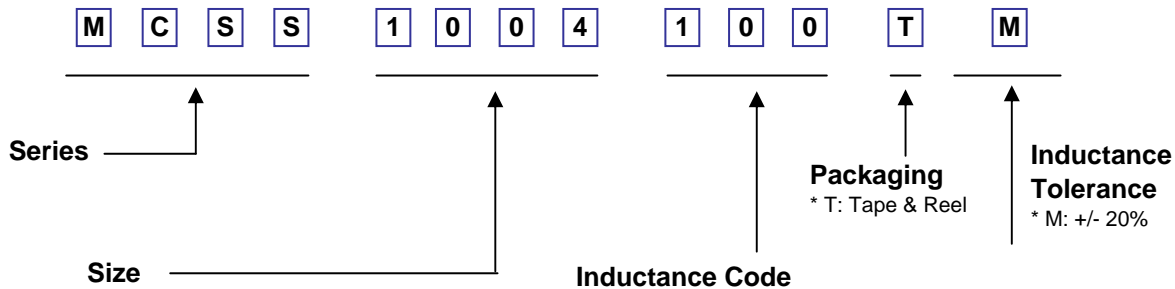 M C S S 1 0 0 4 1 0 0 T M
Series
Packaging
* T: Tape & Reel
Inductance
Tolerance
* M: +/- 20%
Size
Inductance Code